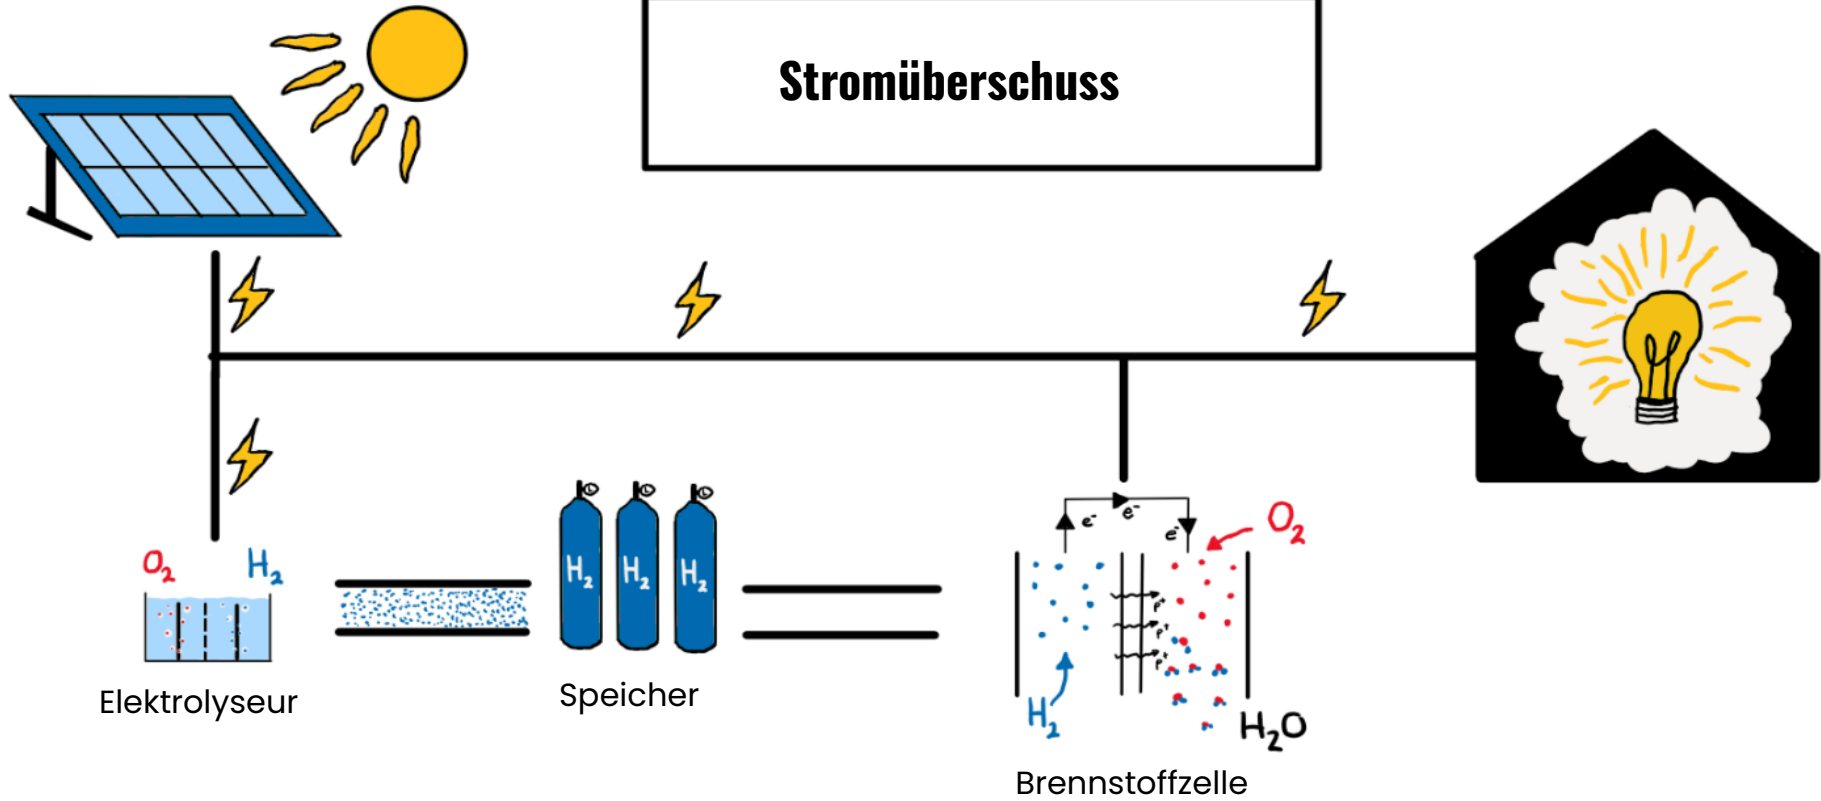 Stromüberschuss
O₂
H₂
Elektrolyseur
H₂
H₂
H₂
Speicher
e⁻
e⁻
e⁻
O₂
p⁺
p⁺
p⁺
H₂
H₂O
Brennstoffzelle